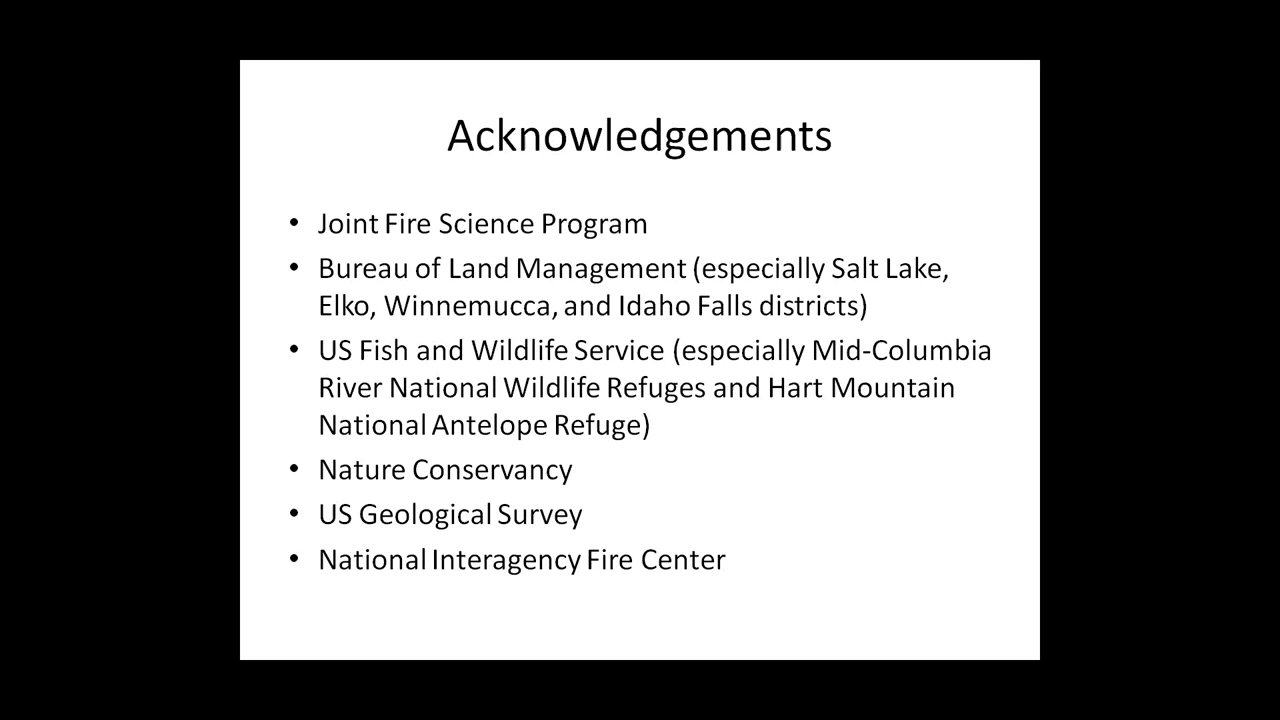 Acknowledgements
• Joint Fire Science Program
• Bureau of Land Management (especially Salt Lake,
Elko, Winnemucca, and Idaho Falls districts)
• US Fish and Wildlife Service (especially Mid-Columbia
River National Wildlife Refuges and Hart Mountain
National Antelope Refuge)
• Nature Conservancy
• US Geological Survey
• National Interagency Fire Center